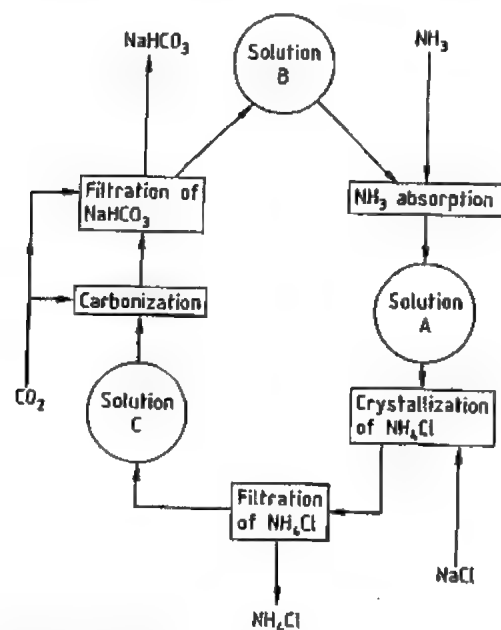 NaHCO₃
Solution
B
NH₃
Filtration of
NaHCO₃
NH₃ absorption
Carbonization
Solution
A
CO₂
Solution
C
Crystallization
of NH₄Cl
Filtration
of NH₄Cl
NaCl
NH₄Cl